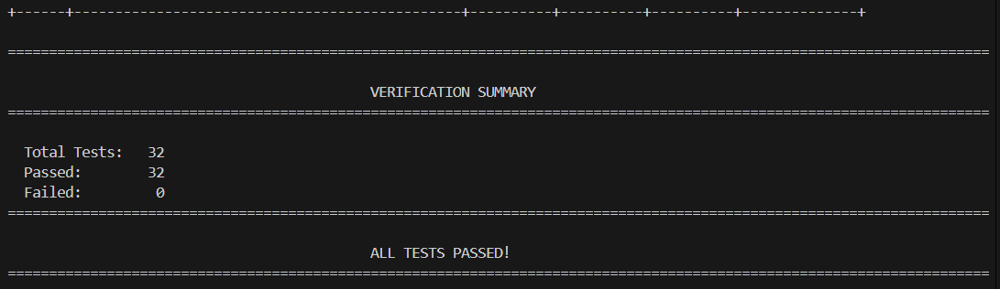 +------+-----------------------------------------------+----------+----------+----------+--------------+
=======================================================================================================================
VERIFICATION SUMMARY
=======================================================================================================================
Total Tests:   32
Passed:        32
Failed:         0
=======================================================================================================================
ALL TESTS PASSED!
=======================================================================================================================